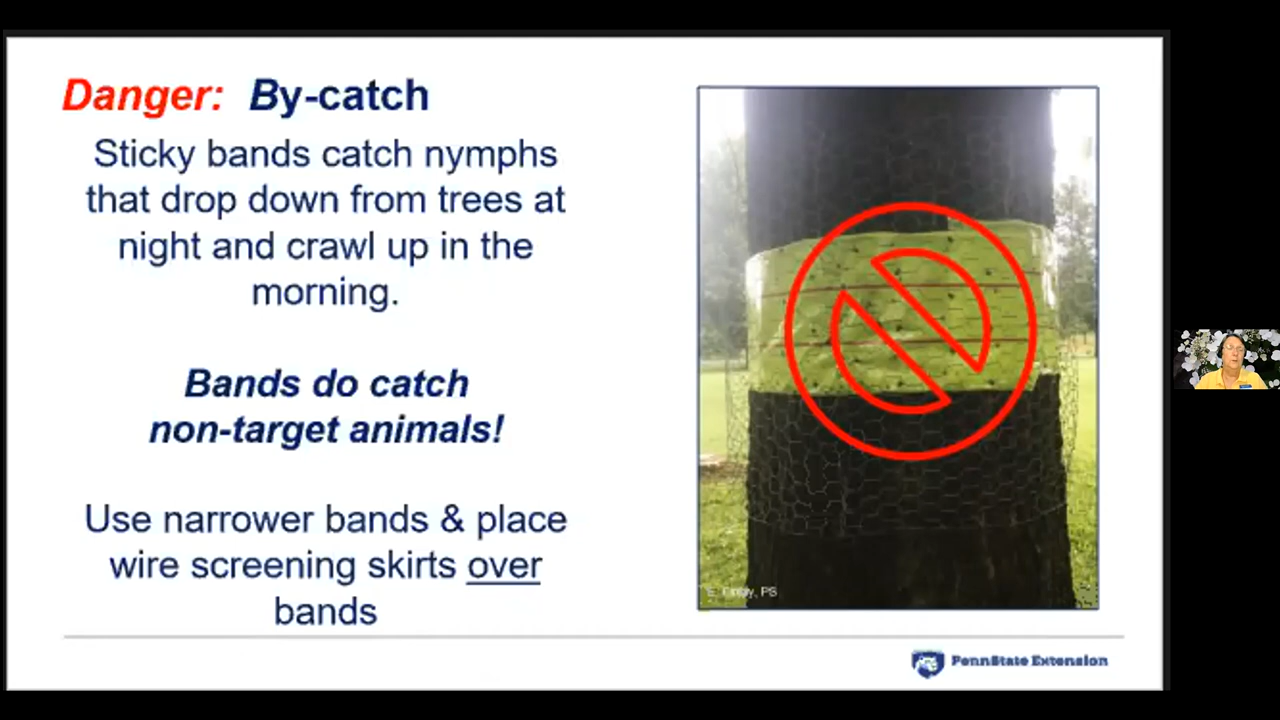 Danger: By-catch
Sticky bands catch nymphs
that drop down from trees at
night and crawl up in the
morning.
Bands do catch
non-target animals!
Use narrower bands & place
wire screening skirts over
bands
PS
PennState Extension